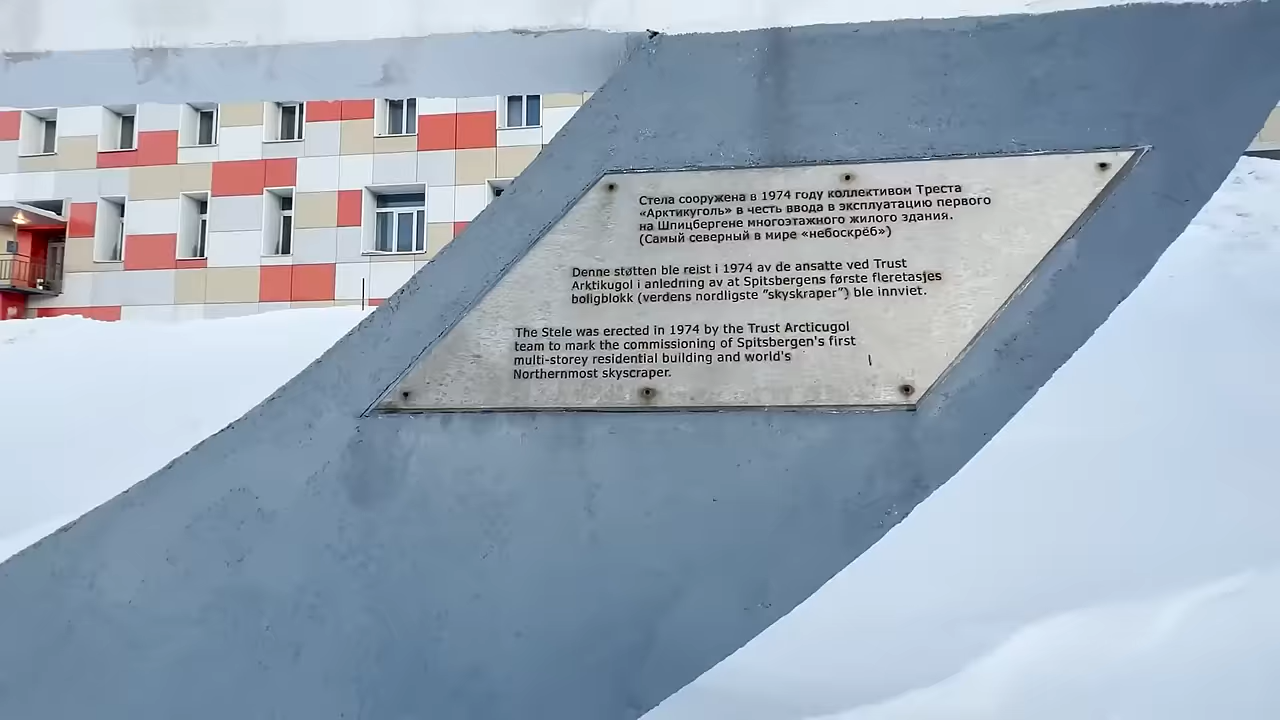 Стела сооружена в 1974 году коллективом Треста
«Арктикуголь» в честь ввода в эксплуатацию первого
на Шпицбергене многоэтажного жилого здания.
(Самый северный в мире «небоскрёб»)
Denne støtten ble reist i 1974 av de ansatte ved Trust
Arktikugol i anledning av at Spitsbergens første fleretasjes
boligblokk (verdens nordligste ”skyskraper”) ble innviet.
The Stele was erected in 1974 by the Trust Arcticugol
team to mark the commissioning of Spitsbergen's first
multi-storey residential building and world's
Northernmost skyscraper.